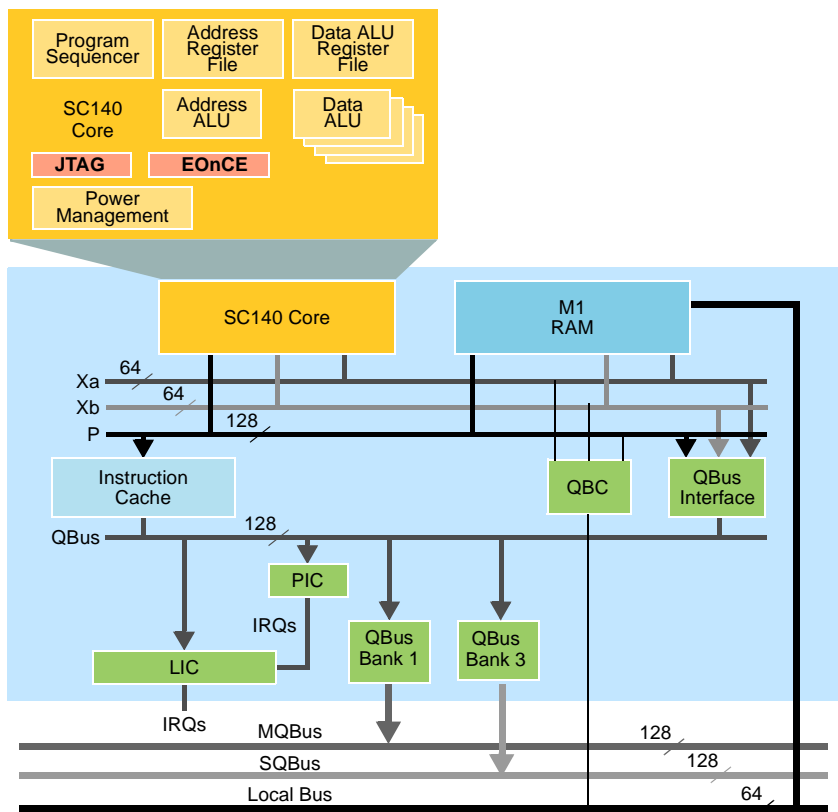 Program
Sequencer
Address
Register
File
Data ALU
Register
File
SC140
Core
Address
ALU
Data
ALU
JTAG
EOnCE
Power
Management
SC140 Core
M1
RAM
Xa
64
Xb
64
P
128
Instruction
Cache
QBC
QBus
Interface
QBus
128
PIC
IRQs
QBus
Bank 1
QBus
Bank 3
LIC
IRQs
MQBus
128
SQBus
128
Local Bus
64